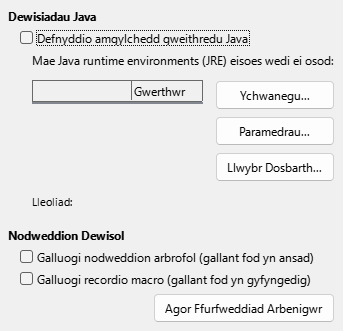 Dewisiadau Java
Defnyddio amgylchedd gweithredu Java
Mae Java runtime environments (JRE) eisoes wedi ei osod:
Gwerthwr
Ychwanegu...
Paramedrau...
Llwybr Dosbarth...
Lleoliad:
Nodweddion Dewisol
Galluogi nodweddion arbrofol (gallant fod yn ansad)
Galluogi recordio macro (gallant fod yn gyfyngedig)
Agor Ffurfweddiad Arbenigwr